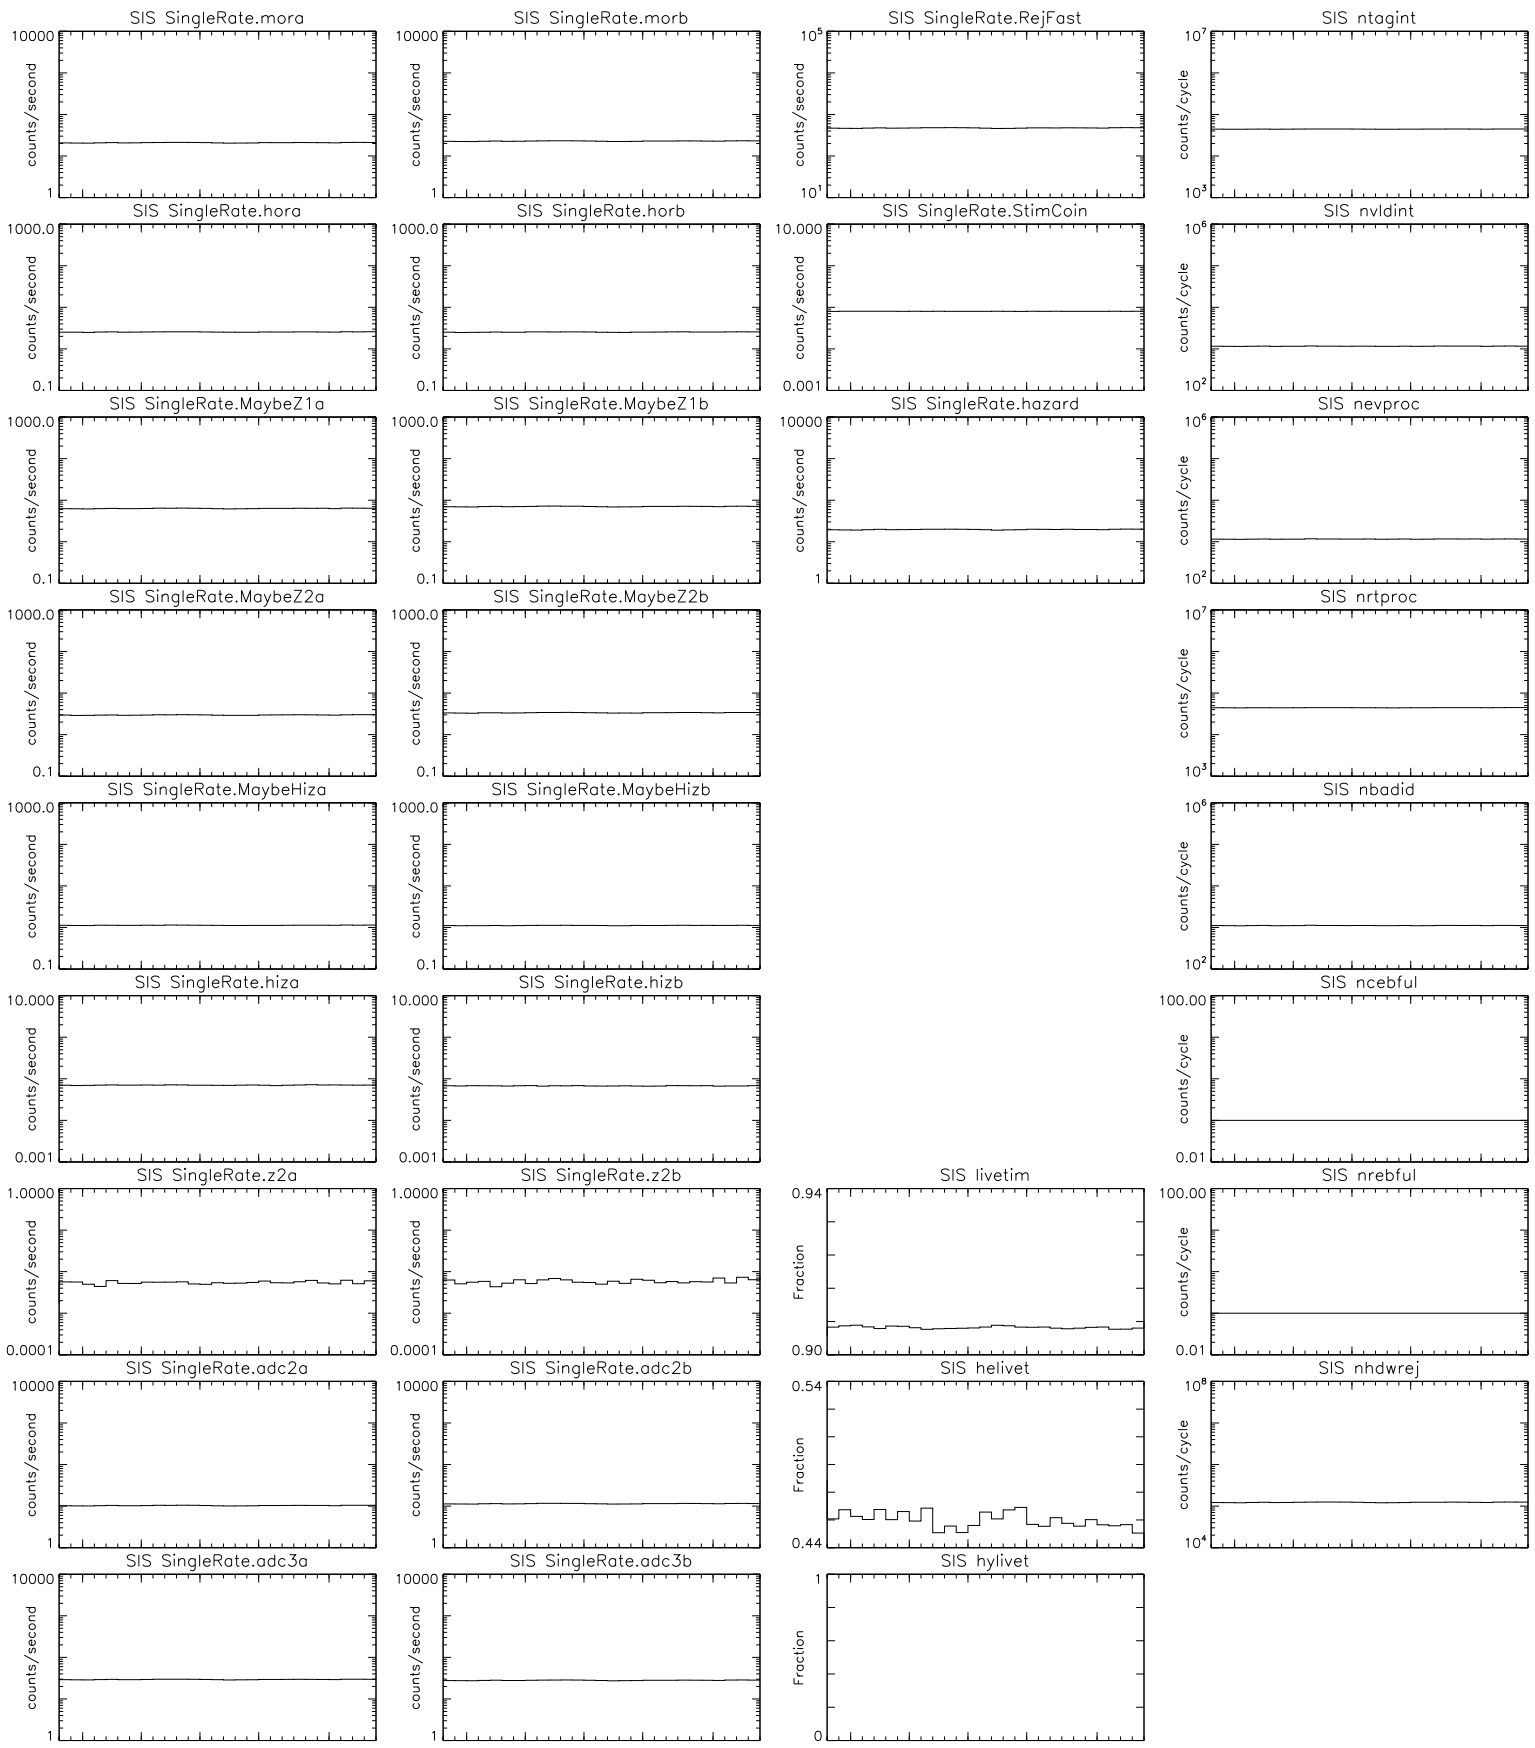 SIS SingleRate.mora
10000
counts/second
1
SIS SingleRate.morb
10000
counts/second
1
SIS SingleRate.RejFast
10^5
counts/second
10^1
SIS ntagint
10^7
counts/cycle
10^3
SIS SingleRate.hora
1000.0
counts/second
0.1
SIS SingleRate.horb
1000.0
counts/second
0.1
SIS SingleRate.StimCoin
10.000
counts/second
0.001
SIS nvldint
10^6
counts/cycle
10^2
SIS SingleRate.MaybeZ1a
1000.0
counts/second
0.1
SIS SingleRate.MaybeZ1b
1000.0
counts/second
0.1
SIS SingleRate.hazard
10000
counts/second
1
SIS nevproc
10^6
counts/cycle
10^2
SIS SingleRate.MaybeZ2a
1000.0
counts/second
0.1
SIS SingleRate.MaybeZ2b
1000.0
counts/second
0.1
SIS nrtproc
10^7
counts/cycle
10^3
SIS SingleRate.MaybeHiza
1000.0
counts/second
0.1
SIS SingleRate.MaybeHizb
1000.0
counts/second
0.1
SIS nbadid
10^6
counts/cycle
10^2
SIS SingleRate.hiza
10.000
counts/second
0.001
SIS SingleRate.hizb
10.000
counts/second
0.001
SIS ncebful
100.00
counts/cycle
0.01
SIS SingleRate.z2a
1.0000
counts/second
0.0001
SIS SingleRate.z2b
1.0000
counts/second
0.0001
SIS livetim
0.94
Fraction
0.90
SIS nrebful
100.00
counts/cycle
0.01
SIS SingleRate.adc2a
10000
counts/second
1
SIS SingleRate.adc2b
10000
counts/second
1
SIS helivet
0.54
Fraction
0.44
SIS nhdwrej
10^8
counts/cycle
10^4
SIS SingleRate.adc3a
10000
counts/second
1
SIS SingleRate.adc3b
10000
counts/second
1
SIS hylivet
1
Fraction
0